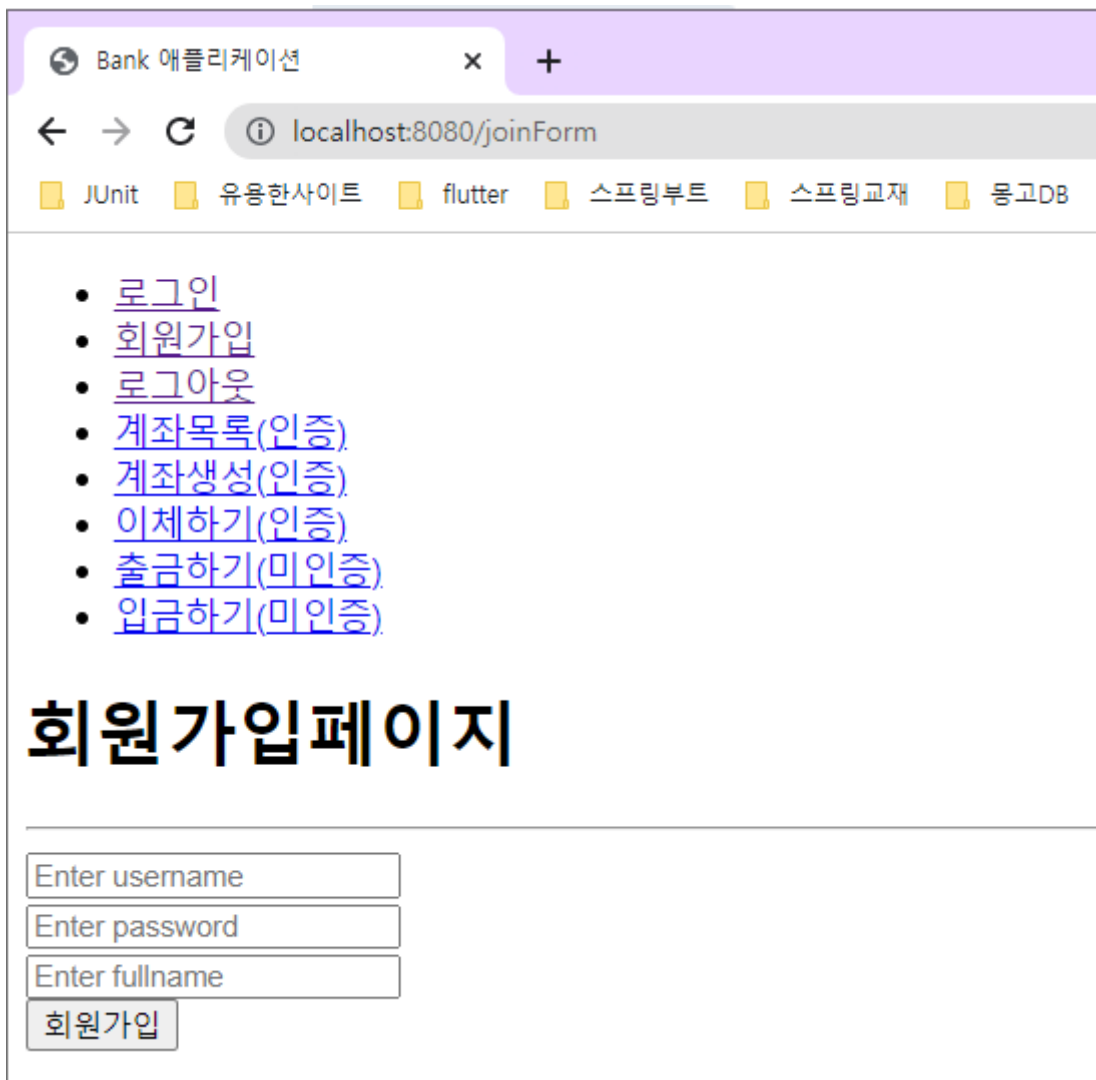 Bank 애플리케이션
localhost:8080/joinForm
JUnit 유용한사이트 flutter 스프링부트 스프링교재 몽고DB
로그인
회원가입
로그아웃
계좌목록(인증)
계좌생성(인증)
이체하기(인증)
출금하기(미인증)
입금하기(미인증)
회원가입페이지
Enter username
Enter password
Enter fullname
회원가입